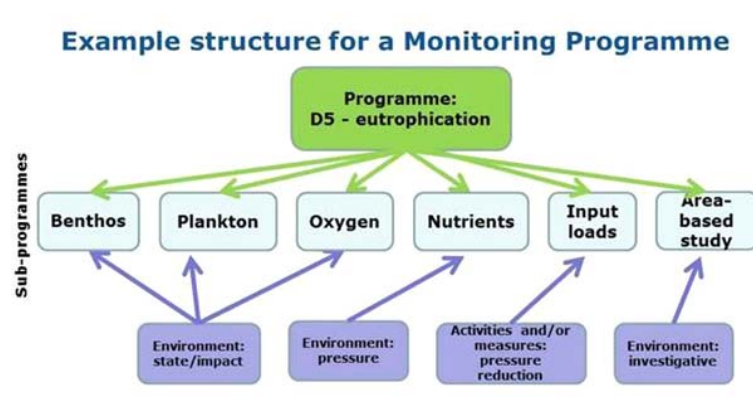 Example structure for a Monitoring Programme
Programme:
D5 - eutrophication
Sub-programmes
Benthos
Plankton
Oxygen
Nutrients
Input
loads
Area-
based
study
Environment:
state/impact
Environment:
pressure
Activities and/or
measures:
pressure
reduction
Environment:
investigative